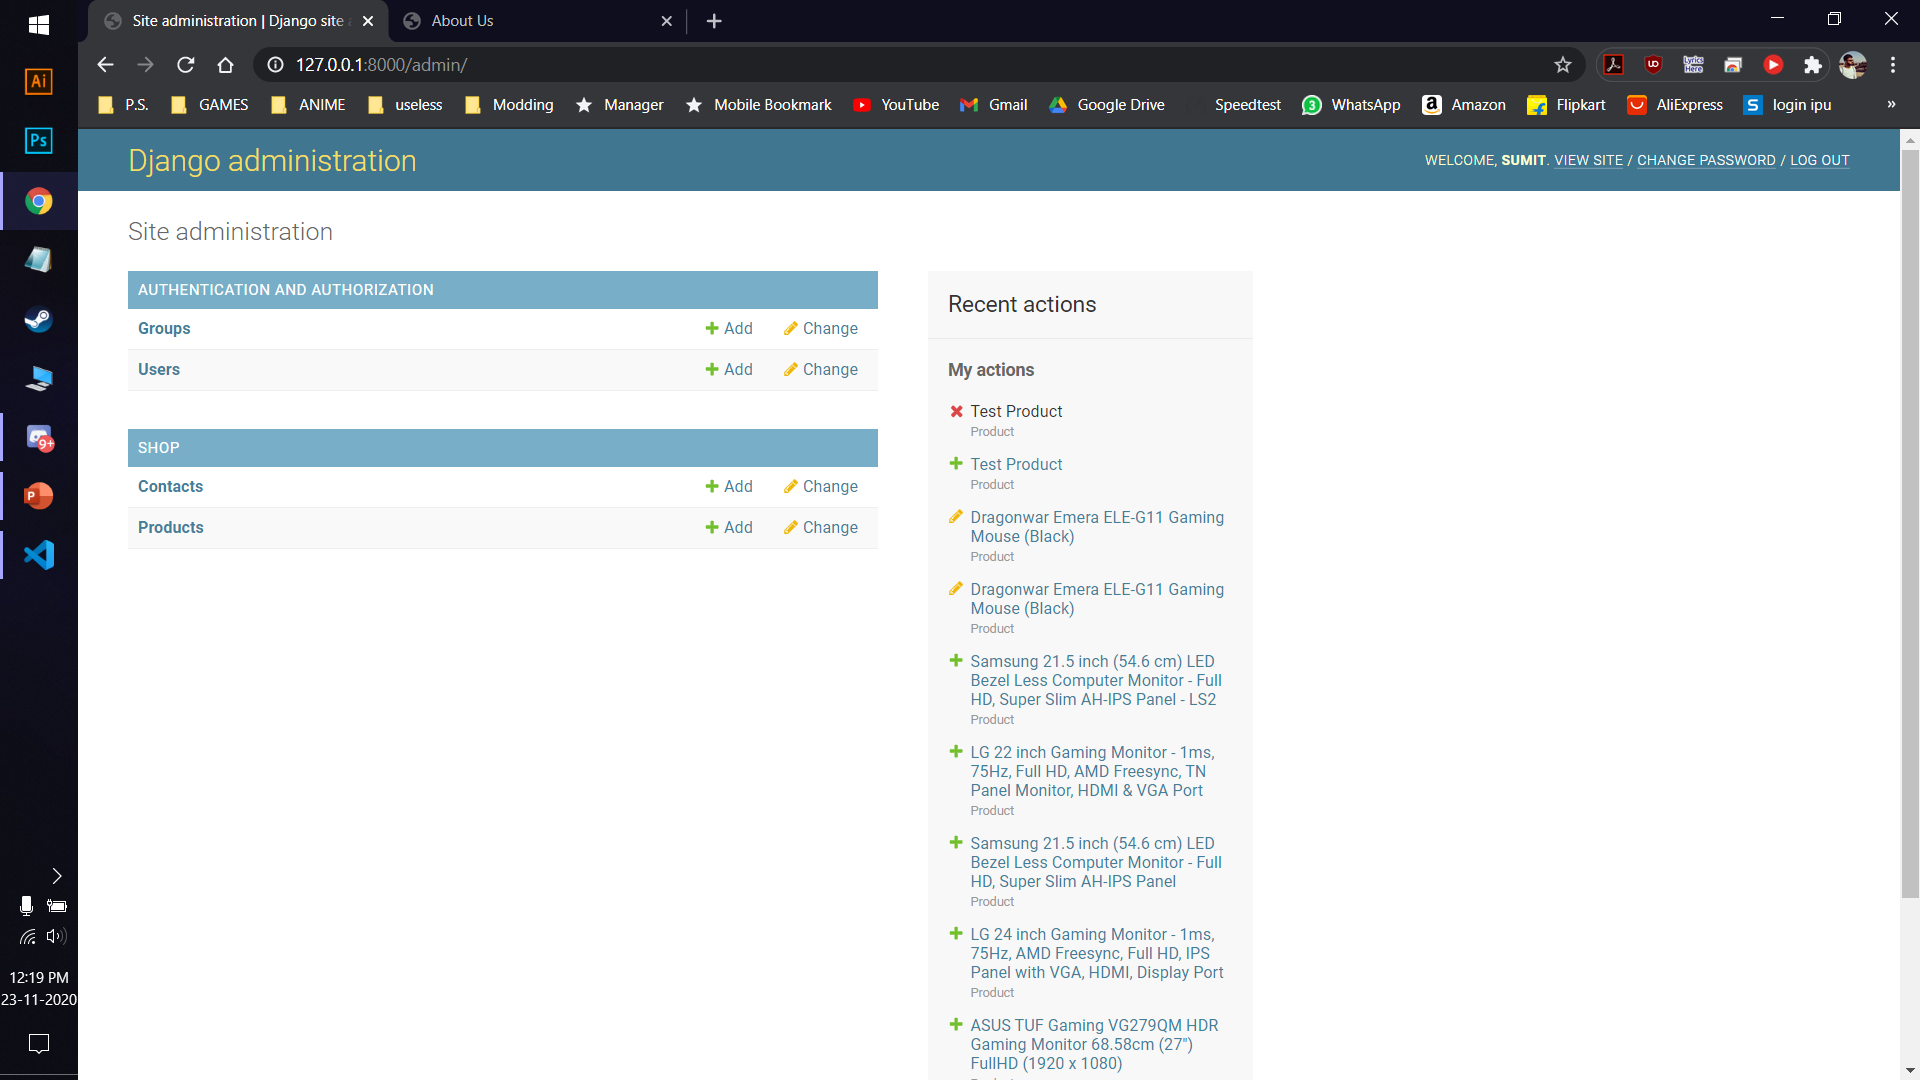 Site administration | Django site a
About Us
127.0.0.1:8000/admin/
P.S.
GAMES
ANIME
useless
Modding
Manager
Mobile Bookmark
YouTube
Gmail
Google Drive
Speedtest
WhatsApp
Amazon
Flipkart
AliExpress
login ipu
»
Django administration
WELCOME, SUMIT. VIEW SITE / CHANGE PASSWORD / LOG OUT
Site administration
AUTHENTICATION AND AUTHORIZATION
Groups Add Change
Users Add Change
SHOP
Contacts Add Change
Products Add Change
Recent actions
My actions
Test Product
Product
Test Product
Product
Dragonwar Emera ELE-G11 Gaming
Mouse (Black)
Product
Dragonwar Emera ELE-G11 Gaming
Mouse (Black)
Product
Samsung 21.5 inch (54.6 cm) LED
Bezel Less Computer Monitor - Full
HD, Super Slim AH-IPS Panel - LS2
Product
LG 22 inch Gaming Monitor - 1ms,
75Hz, Full HD, AMD Freesync, TN
Panel Monitor, HDMI & VGA Port
Product
Samsung 21.5 inch (54.6 cm) LED
Bezel Less Computer Monitor - Full
HD, Super Slim AH-IPS Panel
Product
LG 24 inch Gaming Monitor - 1ms,
75Hz, AMD Freesync, Full HD, IPS
Panel with VGA, HDMI, Display Port
Product
ASUS TUF Gaming VG279QM HDR
Gaming Monitor 68.58cm (27")
FullHD (1920 x 1080)
Ai
Ps
9+
P
12:19 PM
23-11-2020